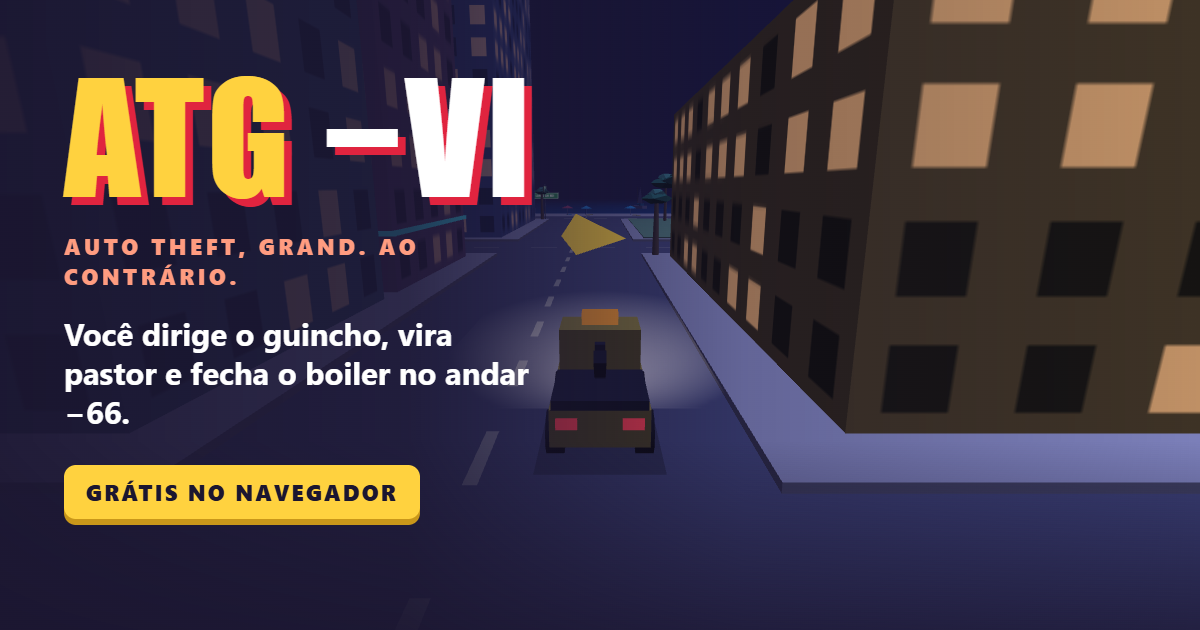 ATG –VI
AUTO THEFT, GRAND. AO
CONTRÁRIO.
Você dirige o guincho, vira
pastor e fecha o boiler no andar
−66.
GRÁTIS NO NAVEGADOR